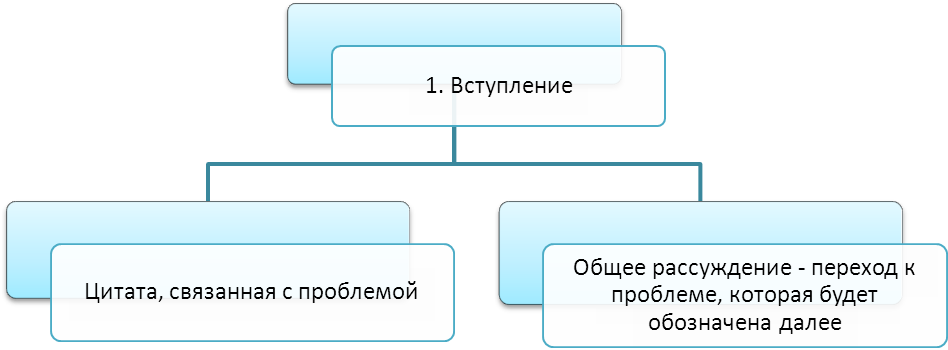 1. Вступление
Цитата, связанная с проблемой
Общее рассуждение - переход к
проблеме, которая будет
обозначена далее